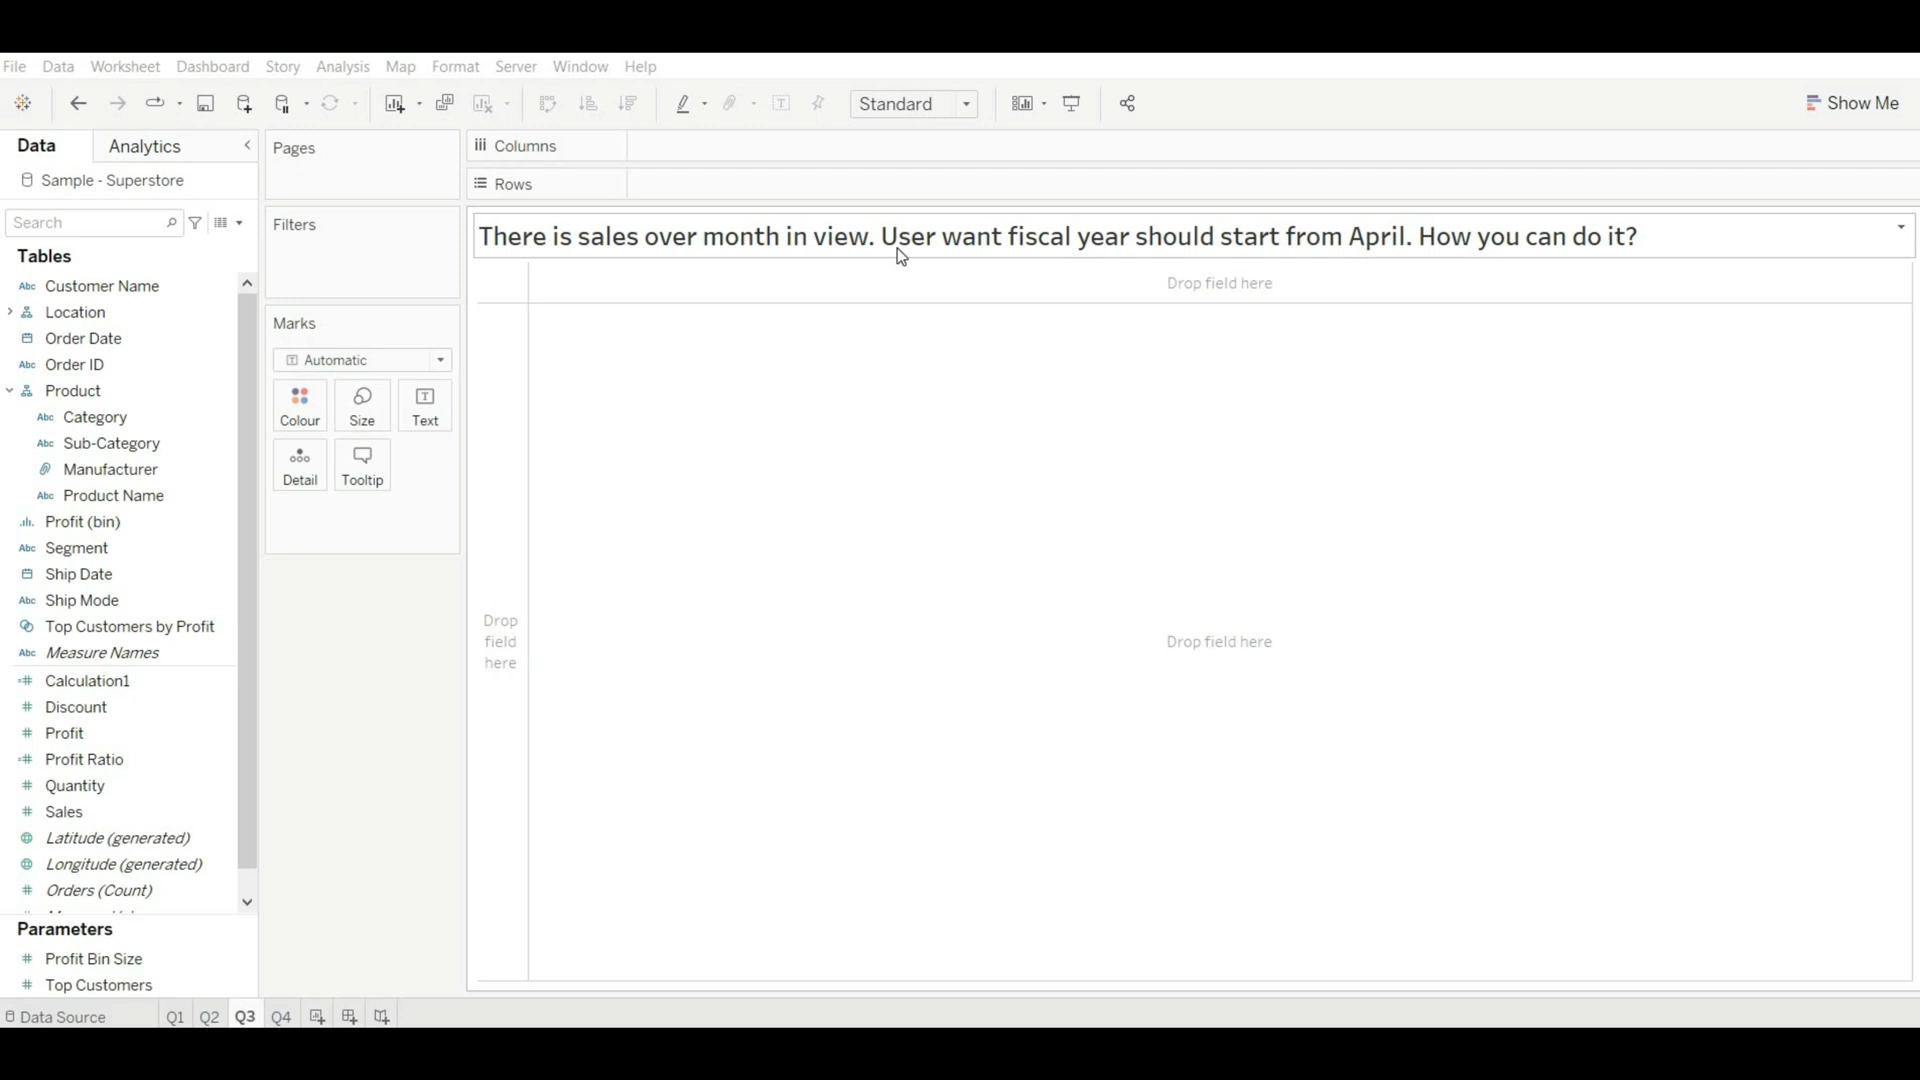 File Data Worksheet Dashboard Story Analysis Map Format Server Window Help
Standard
Show Me
Data Analytics
Sample - Superstore
Search
Tables
Customer Name
Location
Order Date
Order ID
Product
Category
Sub-Category
Manufacturer
Product Name
Profit (bin)
Segment
Ship Date
Ship Mode
Top Customers by Profit
Measure Names
Calculation1
Discount
Profit
Profit Ratio
Quantity
Sales
Latitude (generated)
Longitude (generated)
Orders (Count)
Parameters
Profit Bin Size
Top Customers
Pages
Filters
Marks
Automatic
Colour Size Text
Detail Tooltip
Columns
Rows
There is sales over month in view. User want fiscal year should start from April. How you can do it?
Drop field here
Drop
field
here
Drop field here
Data Source Q1 Q2 Q3 Q4